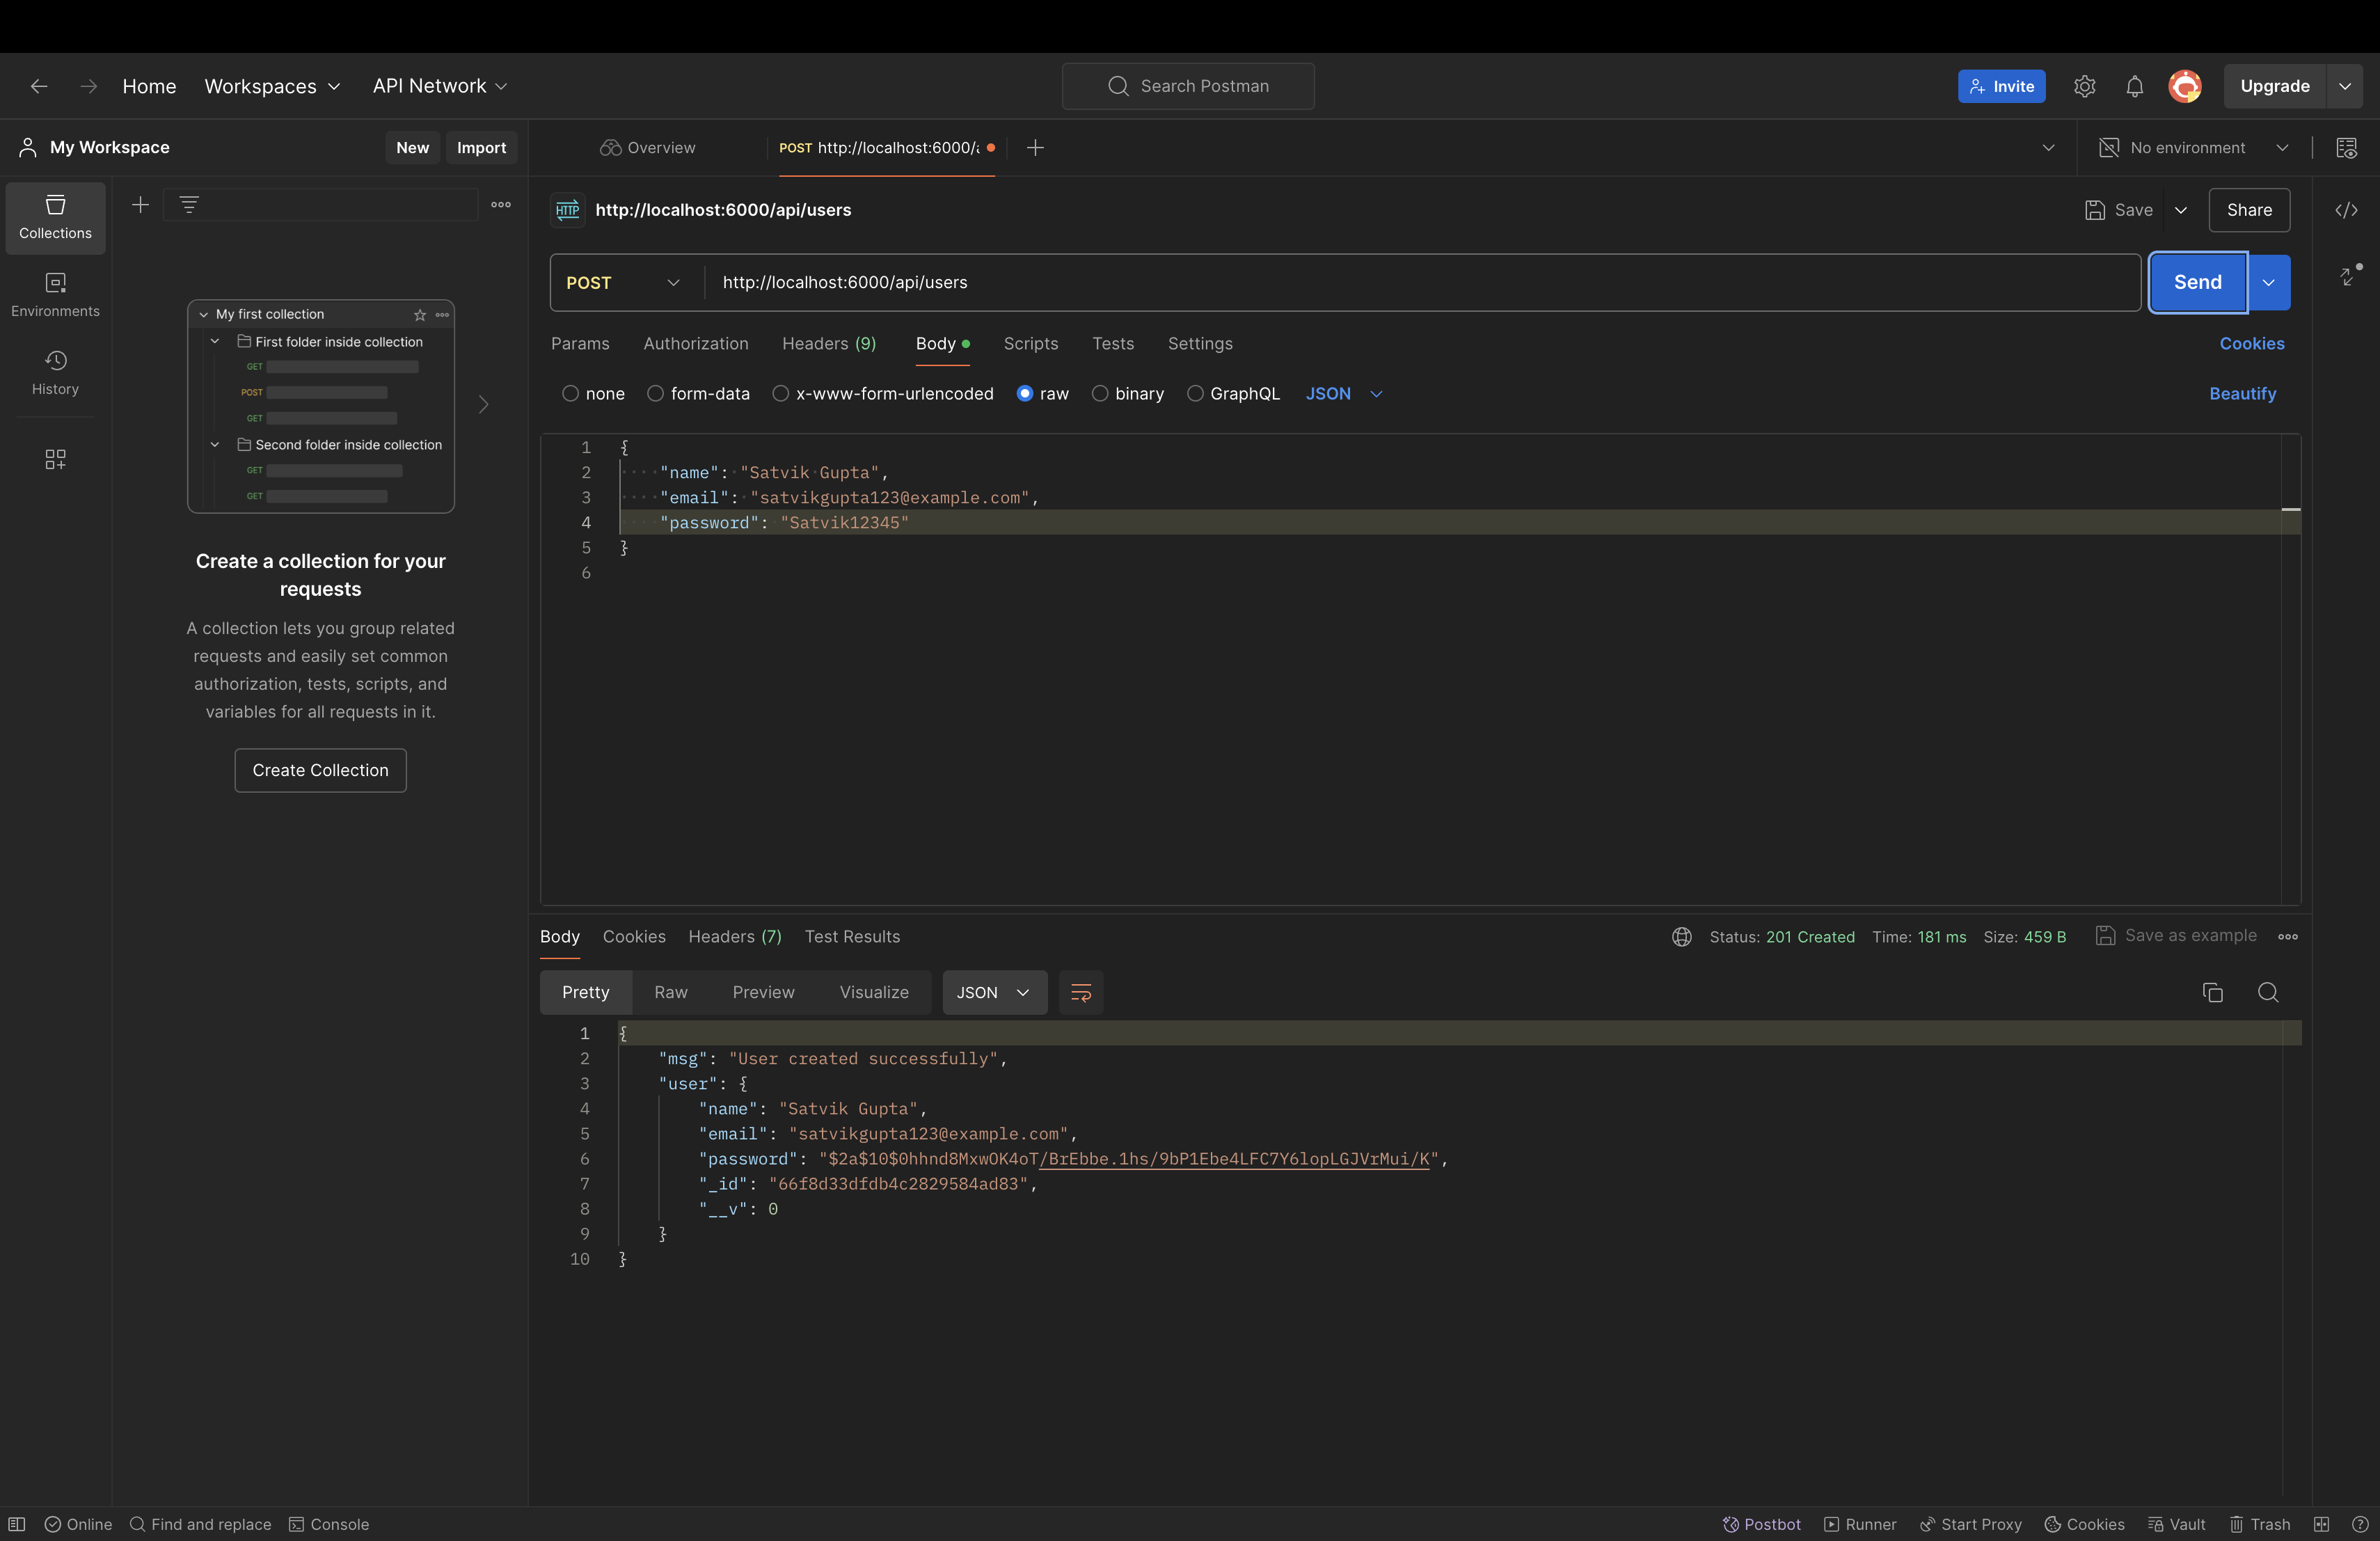 Home Workspaces API Network Search Postman Invite Upgrade
My Workspace New Import Overview POST http://localhost:6000/a No environment
HTTP http://localhost:6000/api/users Save Share
Collections
Environments
History
My first collection
First folder inside collection
GET
POST
GET
Second folder inside collection
GET
GET
Create a collection for your
requests
A collection lets you group related
requests and easily set common
authorization, tests, scripts, and
variables for all requests in it.
Create Collection
POST http://localhost:6000/api/users Send
Params Authorization Headers (9) Body Scripts Tests Settings Cookies
none form-data x-www-form-urlencoded raw binary GraphQL JSON Beautify
1 {
2 "name": "Satvik Gupta",
3 "email": "satvikgupta123@example.com",
4 "password": "Satvik12345"
5 }
6
Body Cookies Headers (7) Test Results Status: 201 Created Time: 181 ms Size: 459 B Save as example
Pretty Raw Preview Visualize JSON
1 {
2 "msg": "User created successfully",
3 "user": {
4 "name": "Satvik Gupta",
5 "email": "satvikgupta123@example.com",
6 "password": "$2a$10$0hhnd8MxwOK4oT/BrEbbe.1hs/9bP1Ebe4LFC7Y6lopLGJVrMui/K",
7 "_id": "66f8d33dfdb4c2829584ad83",
8 "__v": 0
9 }
10 }
Online Find and replace Console Postbot Runner Start Proxy Cookies Vault Trash